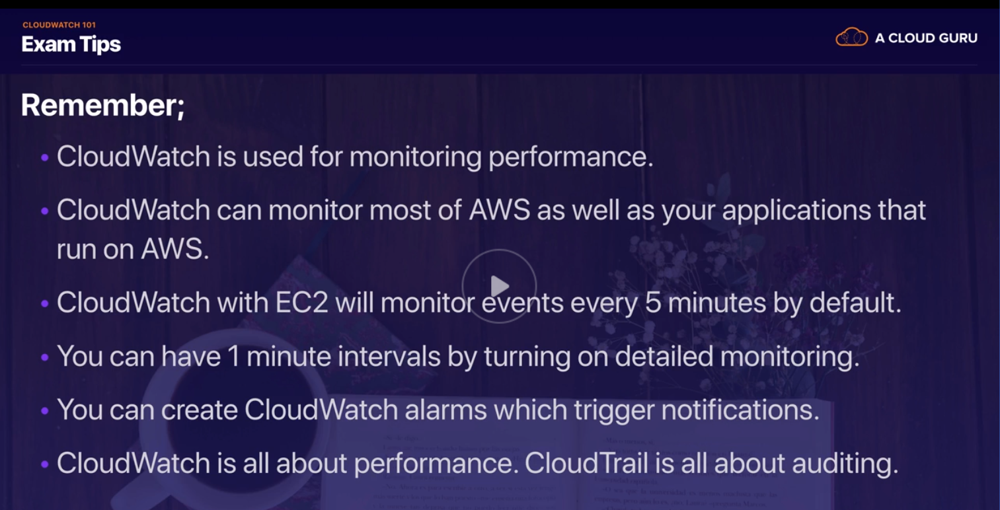 CLOUDWATCH 101
Exam Tips
A CLOUD GURU
Remember;
• CloudWatch is used for monitoring performance.
• CloudWatch can monitor most of AWS as well as your applications that
run on AWS.
• CloudWatch with EC2 will monitor events every 5 minutes by default.
• You can have 1 minute intervals by turning on detailed monitoring.
• You can create CloudWatch alarms which trigger notifications.
• CloudWatch is all about performance. CloudTrail is all about auditing.